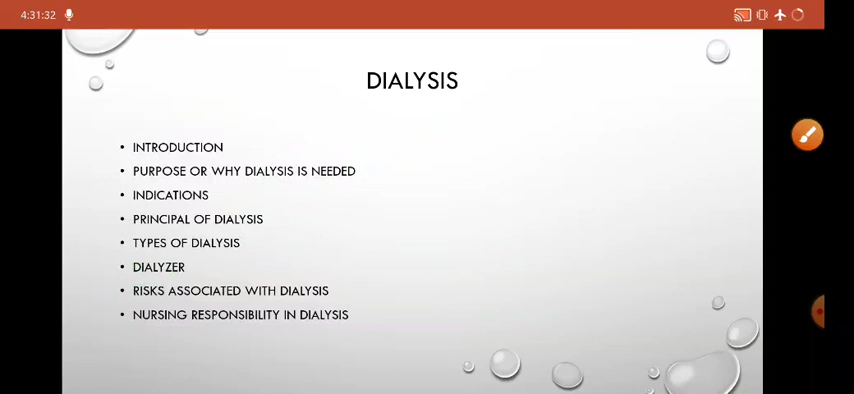 4:31:32
DIALYSIS
• INTRODUCTION
• PURPOSE OR WHY DIALYSIS IS NEEDED
• INDICATIONS
• PRINCIPAL OF DIALYSIS
• TYPES OF DIALYSIS
• DIALYZER
• RISKS ASSOCIATED WITH DIALYSIS
• NURSING RESPONSIBILITY IN DIALYSIS